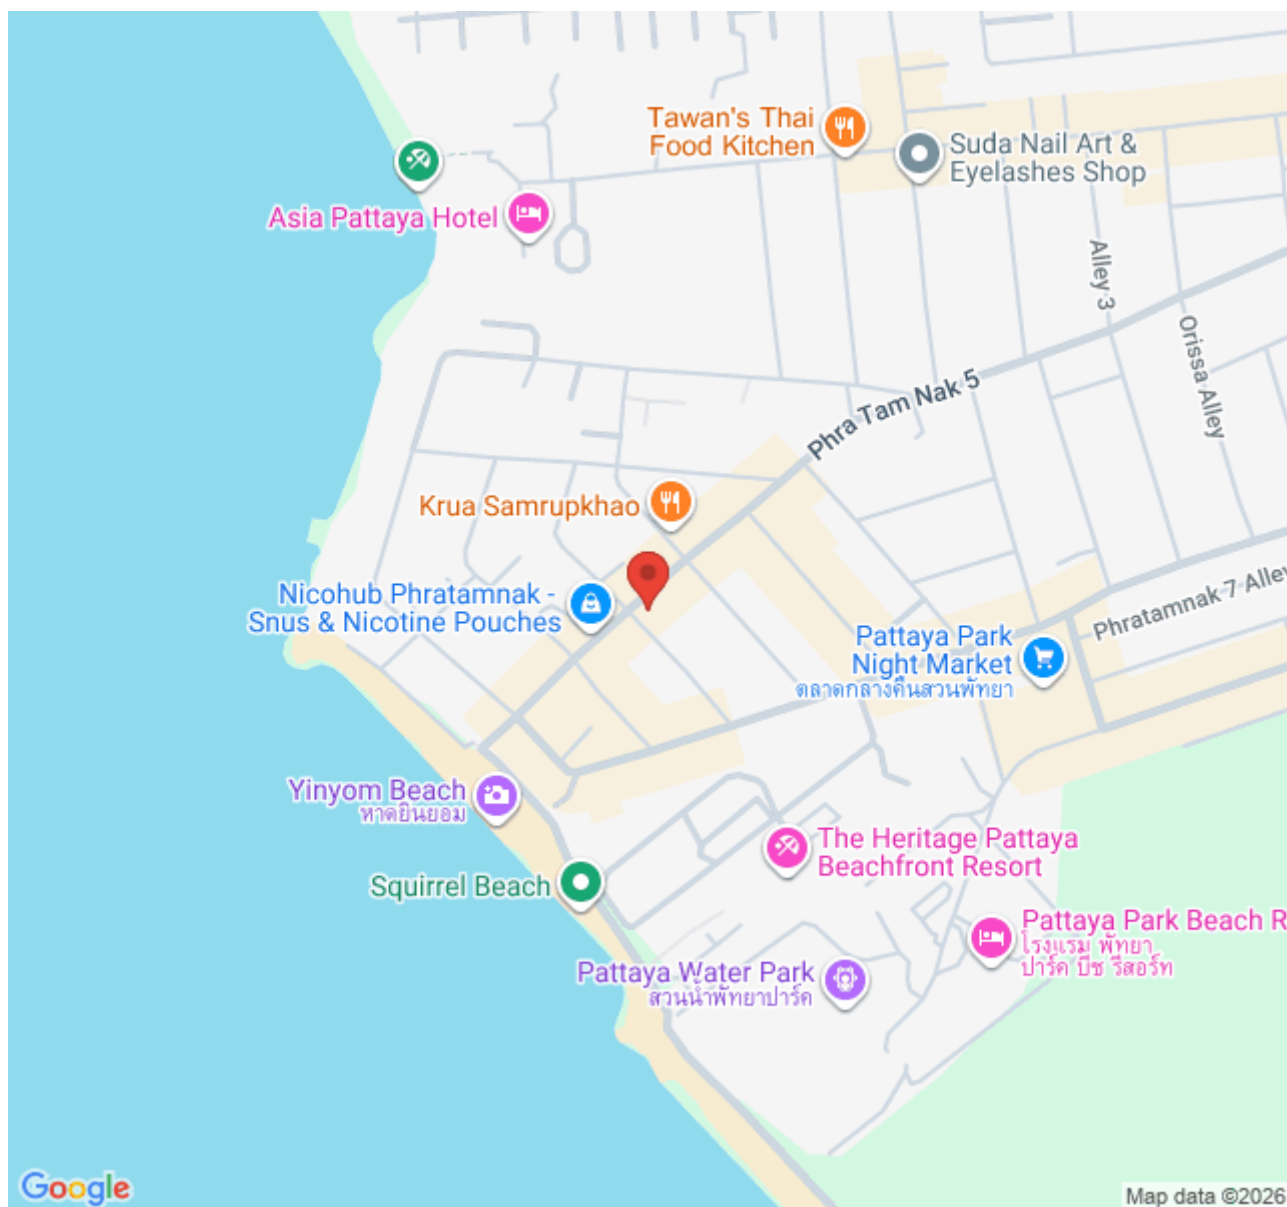 Tawan's Thai
Food Kitchen
Suda Nail Art &
Eyelashes Shop
Asia Pattaya Hotel
Alley 3
Orissa Alley
Phra Tam Nak 5
Krua Samrupkhao
Nicohub Phratamnak -
Snus & Nicotine Pouches
Phratamnak 7 Alley
Pattaya Park
Night Market
ตลาดกลางคืนสวนพัทยา
Yinyom Beach
หาดยินยอม
The Heritage Pattaya
Beachfront Resort
Squirrel Beach
Pattaya Park Beach R
โรงแรม พัทยา
ปาร์ค บีช รีสอร์ท
Pattaya Water Park
สวนน้ำพัทยาปาร์ค
Google
Map data ©2026